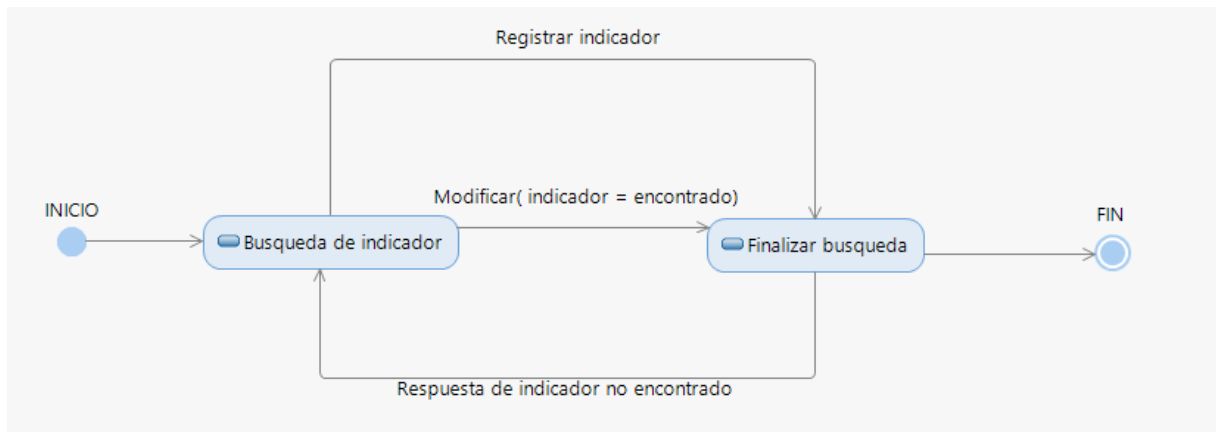 Registrar indicador
Modificar( indicador = encontrado)
INICIO
Busqueda de indicador
Finalizar busqueda
FIN
Respuesta de indicador no encontrado